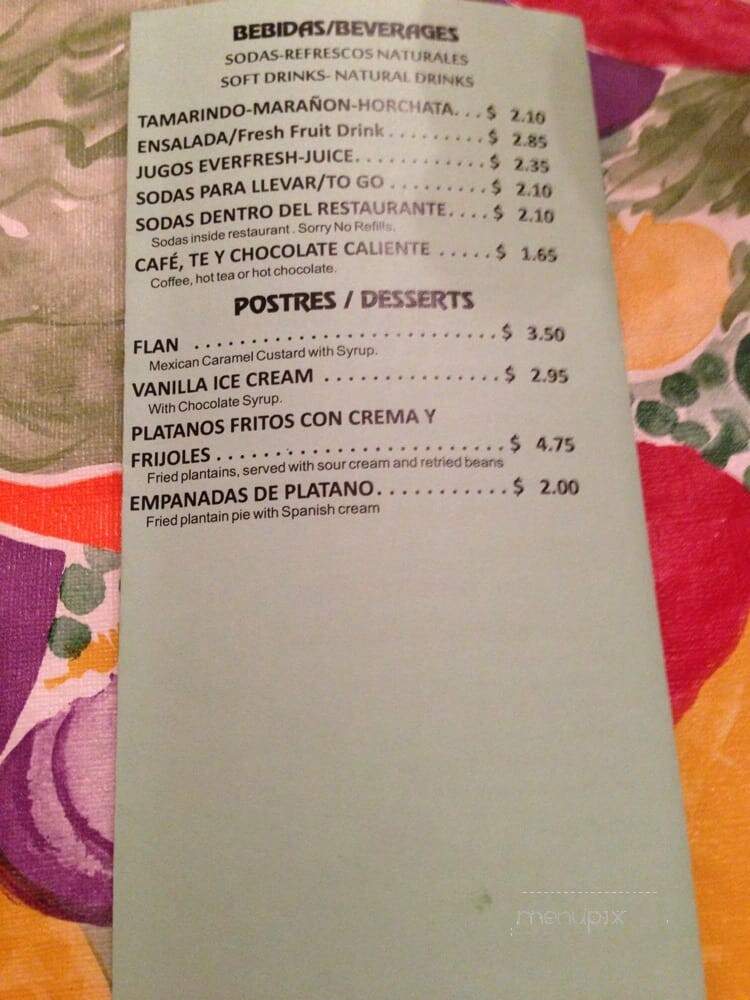 BEBIDAS/BEVERAGES
SODAS-REFRESCOS NATURALES
SOFT DRINKS- NATURAL DRINKS
TAMARINDO-MARAÑON-HORCHATA...$ 2.10
ENSALADA/Fresh Fruit Drink.........$ 2.85
JUGOS EVERFRESH-JUICE............$ 2.35
SODAS PARA LLEVAR/TO GO .........$ 2.10
SODAS DENTRO DEL RESTAURANTE....$ 2.10
Sodas inside restaurant . Sorry No Refills.
CAFÉ, TE Y CHOCOLATE CALIENTE .....$ 1.65
Coffee, hot tea or hot chocolate.
POSTRES / DESSERTS
FLAN ...........................$ 3.50
Mexican Caramel Custard with Syrup.
VANILLA ICE CREAM ................$ 2.95
With Chocolate Syrup.
PLATANOS FRITOS CON CREMA Y
FRIJOLES.........................$ 4.75
Fried plantains, served with sour cream and retried beans
EMPANADAS DE PLATANO............$ 2.00
Fried plantain pie with Spanish cream
menupix